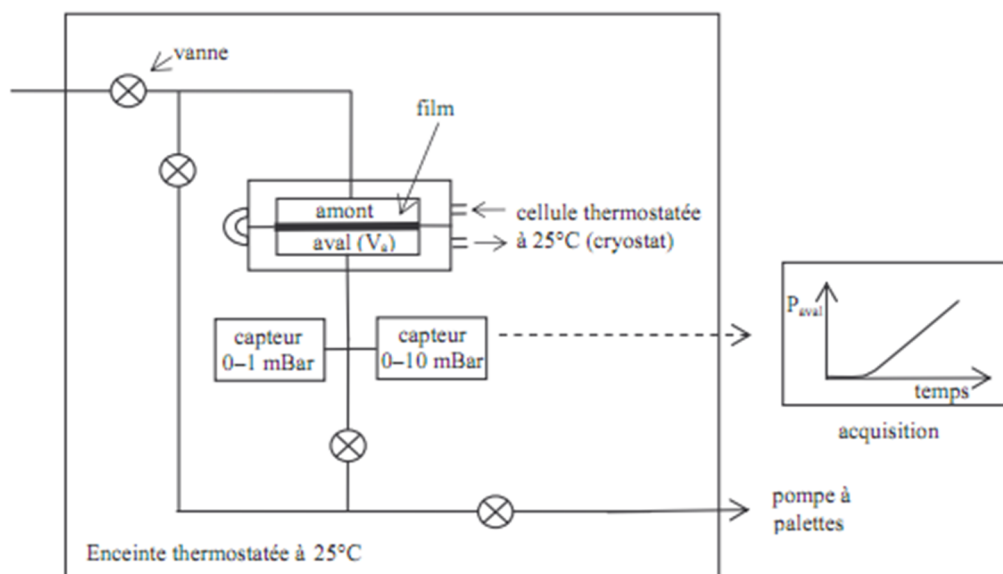 vanne
film
amont
aval (Vₐ)
cellule thermostatée
à 25°C (cryostat)
capteur
0–1 mBar
capteur
0–10 mBar
Paval
temps
acquisition
pompe à
palettes
Enceinte thermostatée à 25°C